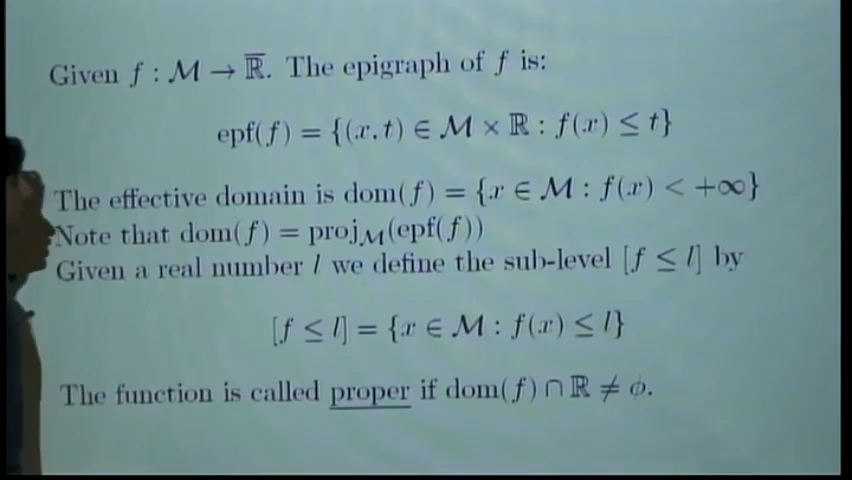 Given f : ℳ → ℝ̅. The epigraph of f is:
epf(f) = {(x, t) ∈ ℳ × ℝ : f(x) ≤ t}
The effective domain is dom(f) = {x ∈ ℳ : f(x) < +∞}
Note that dom(f) = projℳ(epf(f))
Given a real number l we define the sub-level [f ≤ l] by
[f ≤ l] = {x ∈ ℳ : f(x) ≤ l}
The function is called proper if dom(f) ∩ ℝ ≠ ϕ.